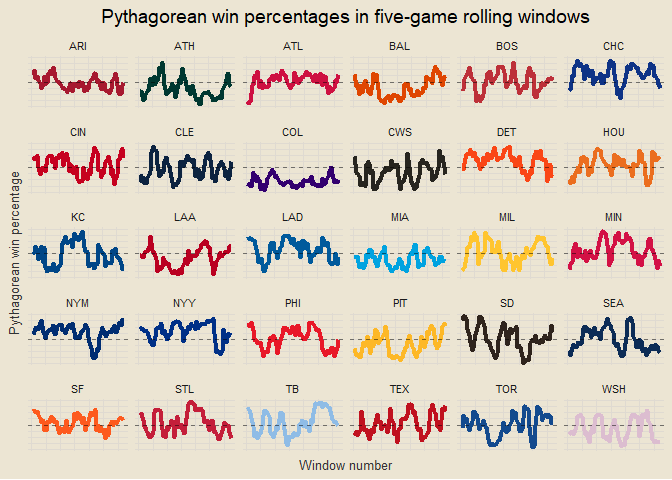 Pythagorean win percentages in five-game rolling windows
ARI ATH ATL BAL BOS CHC
CIN CLE COL CWS DET HOU
KC LAA LAD MIA MIL MIN
NYM NYY PHI PIT SD SEA
SF STL TB TEX TOR WSH
Pythagorean win percentage
Window number